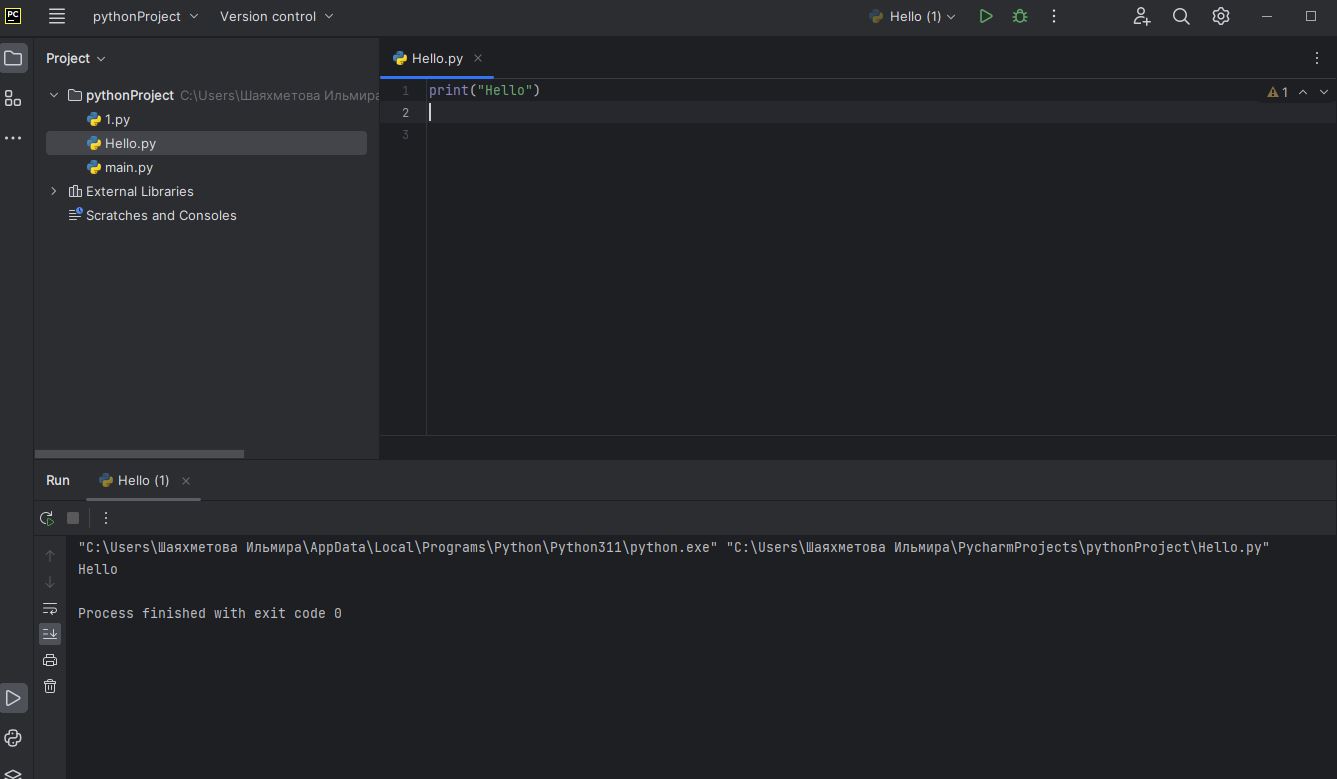 PC pythonProject Version control Hello (1)
Project
Hello.py
pythonProject C:\Users\Шаяхметова Ильмира
1.py
Hello.py
main.py
External Libraries
Scratches and Consoles
1 print("Hello")
2
3
1
Run Hello (1)
"C:\Users\Шаяхметова Ильмира\AppData\Local\Programs\Python\Python311\python.exe" "C:\Users\Шаяхметова Ильмира\PycharmProjects\pythonProject\Hello.py"
Hello
Process finished with exit code 0